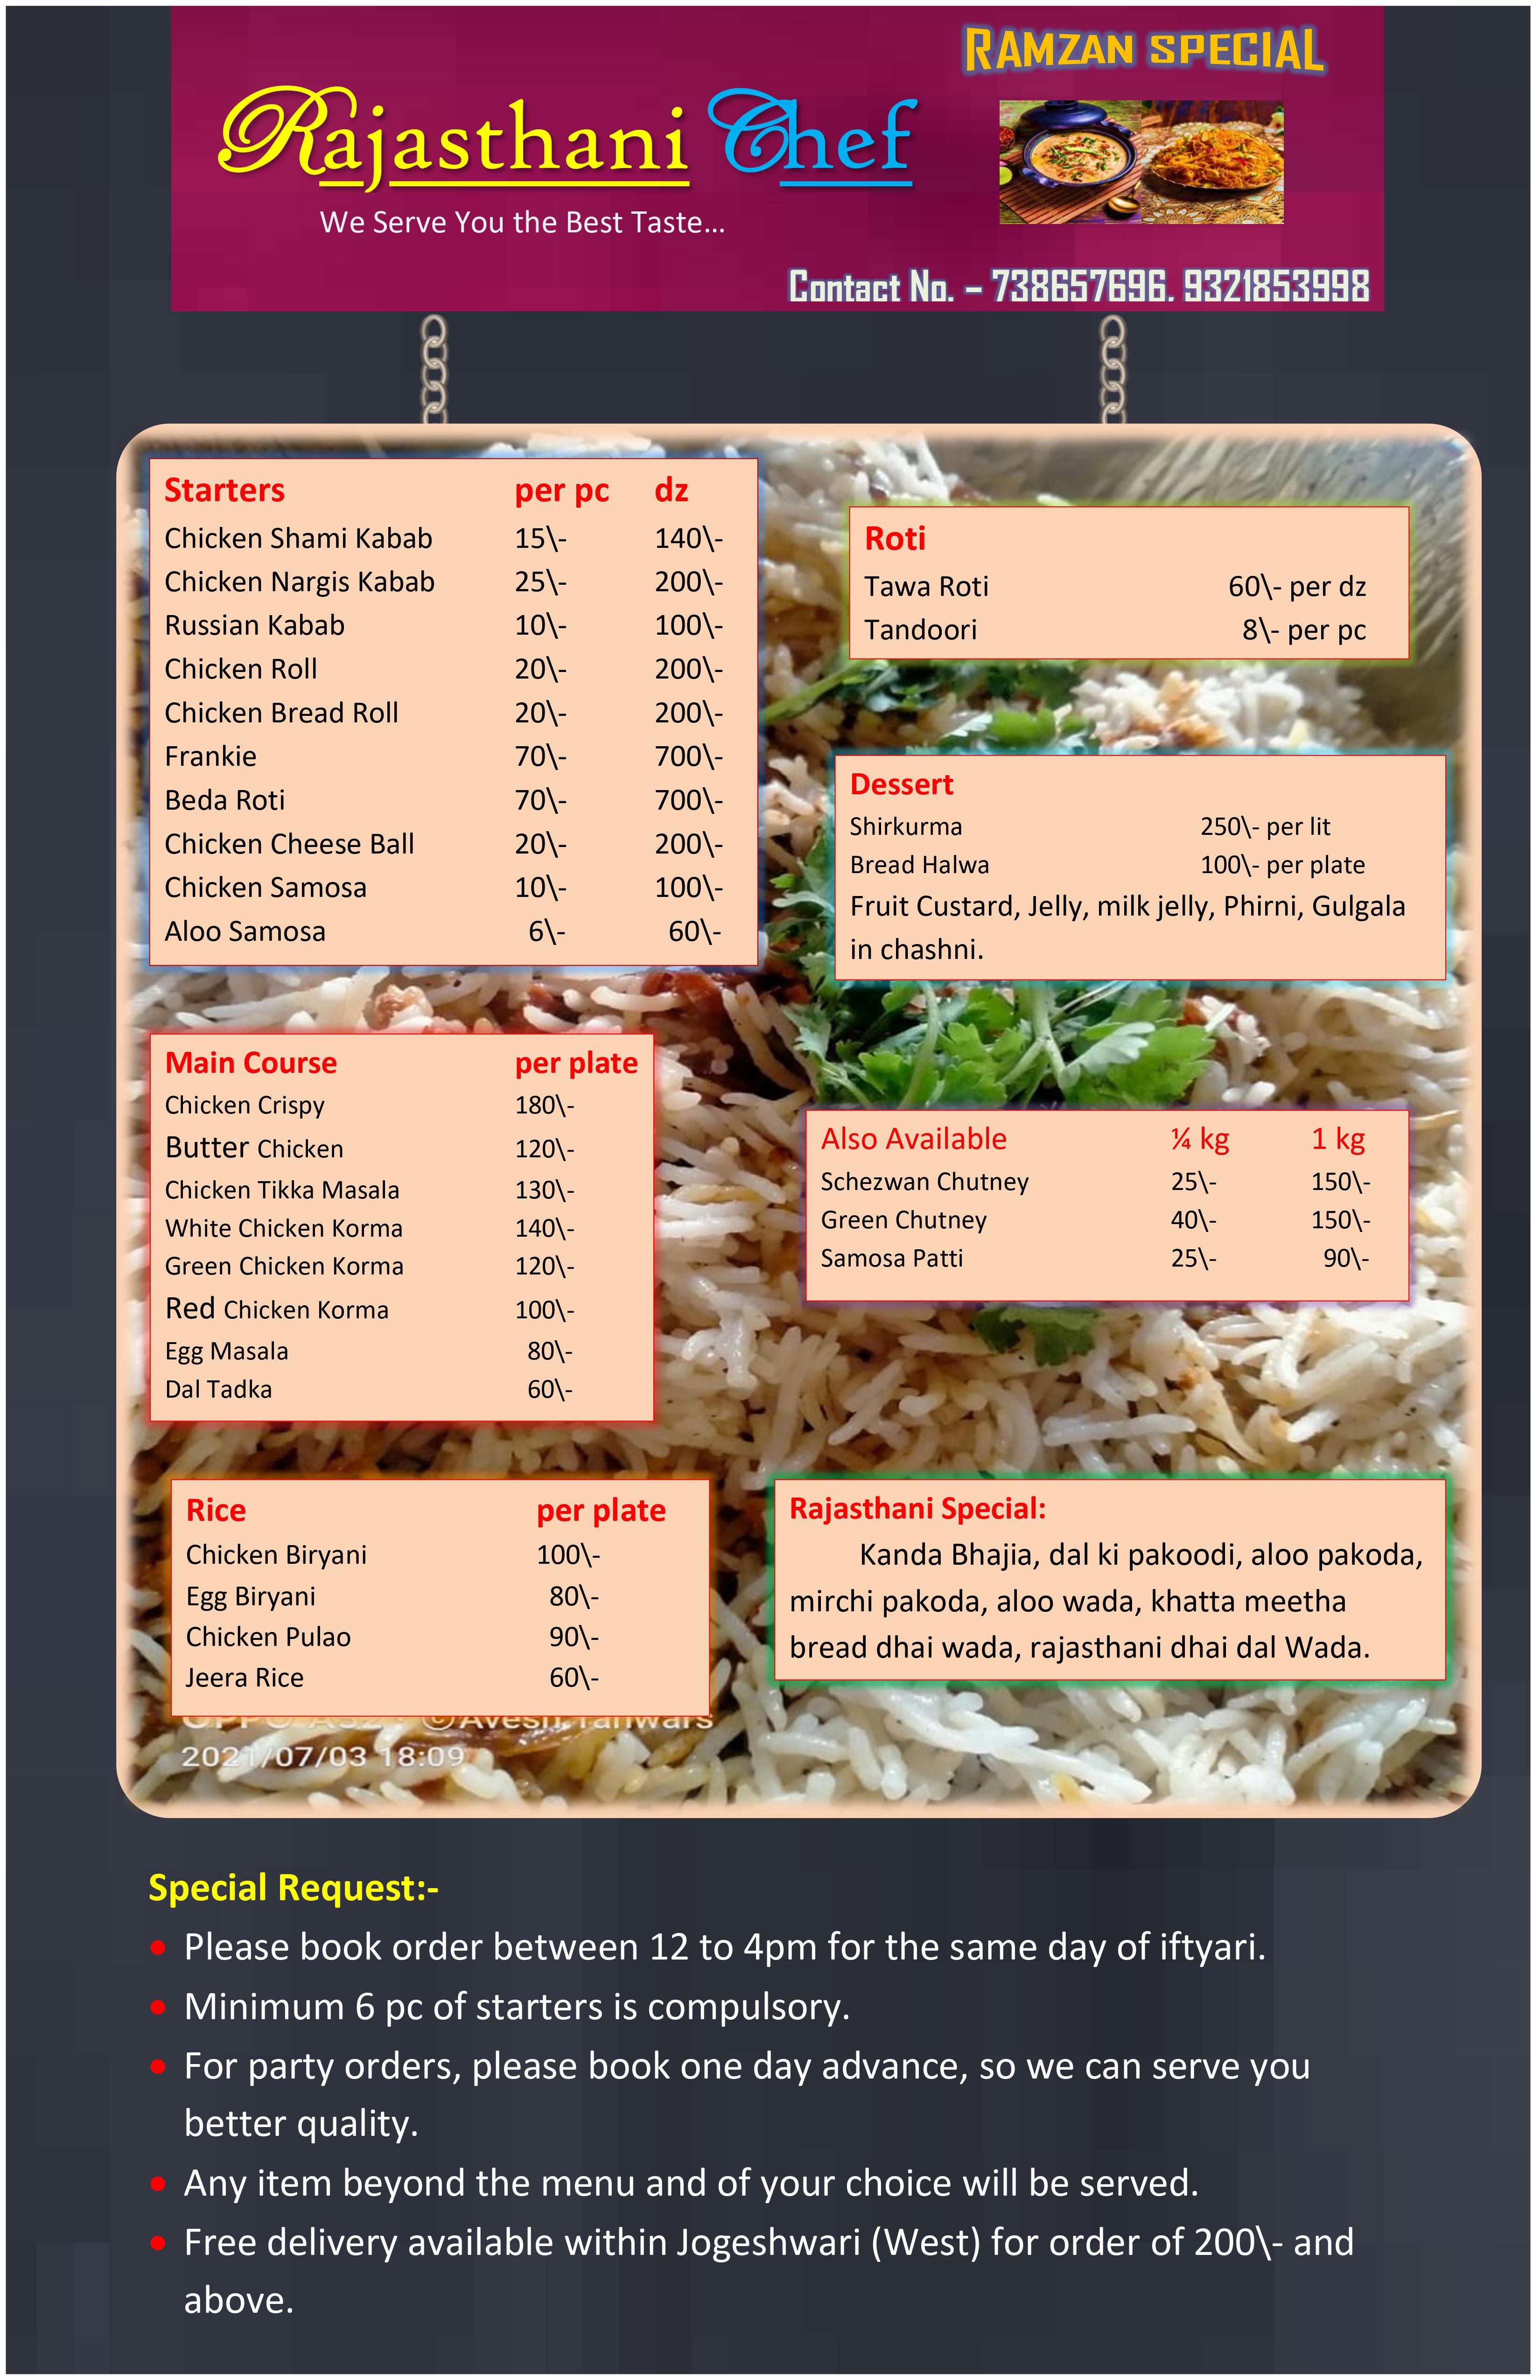 RAMZAN SPECIAL
Rajasthani Chef
We Serve You the Best Taste...
Contact No. – 738657696. 9321853998
Starters per pc dz
Chicken Shami Kabab 15\- 140\-
Chicken Nargis Kabab 25\- 200\-
Russian Kabab 10\- 100\-
Chicken Roll 20\- 200\-
Chicken Bread Roll 20\- 200\-
Frankie 70\- 700\-
Beda Roti 70\- 700\-
Chicken Cheese Ball 20\- 200\-
Chicken Samosa 10\- 100\-
Aloo Samosa 6\- 60\-
Roti
Tawa Roti 60\- per dz
Tandoori 8\- per pc
Dessert
Shirkurma 250\- per lit
Bread Halwa 100\- per plate
Fruit Custard, Jelly, milk jelly, Phirni, Gulgala
in chashni.
Main Course per plate
Chicken Crispy 180\-
Butter Chicken 120\-
Chicken Tikka Masala 130\-
White Chicken Korma 140\-
Green Chicken Korma 120\-
Red Chicken Korma 100\-
Egg Masala 80\-
Dal Tadka 60\-
Also Available ¼ kg 1 kg
Schezwan Chutney 25\- 150\-
Green Chutney 40\- 150\-
Samosa Patti 25\- 90\-
Rice per plate
Chicken Biryani 100\-
Egg Biryani 80\-
Chicken Pulao 90\-
Jeera Rice 60\-
Rajasthani Special:
Kanda Bhajia, dal ki pakoodi, aloo pakoda,
mirchi pakoda, aloo wada, khatta meetha
bread dhai wada, rajasthani dhai dal Wada.
2021/07/03 18:09
Special Request:-
• Please book order between 12 to 4pm for the same day of iftyari.
• Minimum 6 pc of starters is compulsory.
• For party orders, please book one day advance, so we can serve you
better quality.
• Any item beyond the menu and of your choice will be served.
• Free delivery available within Jogeshwari (West) for order of 200\- and
above.